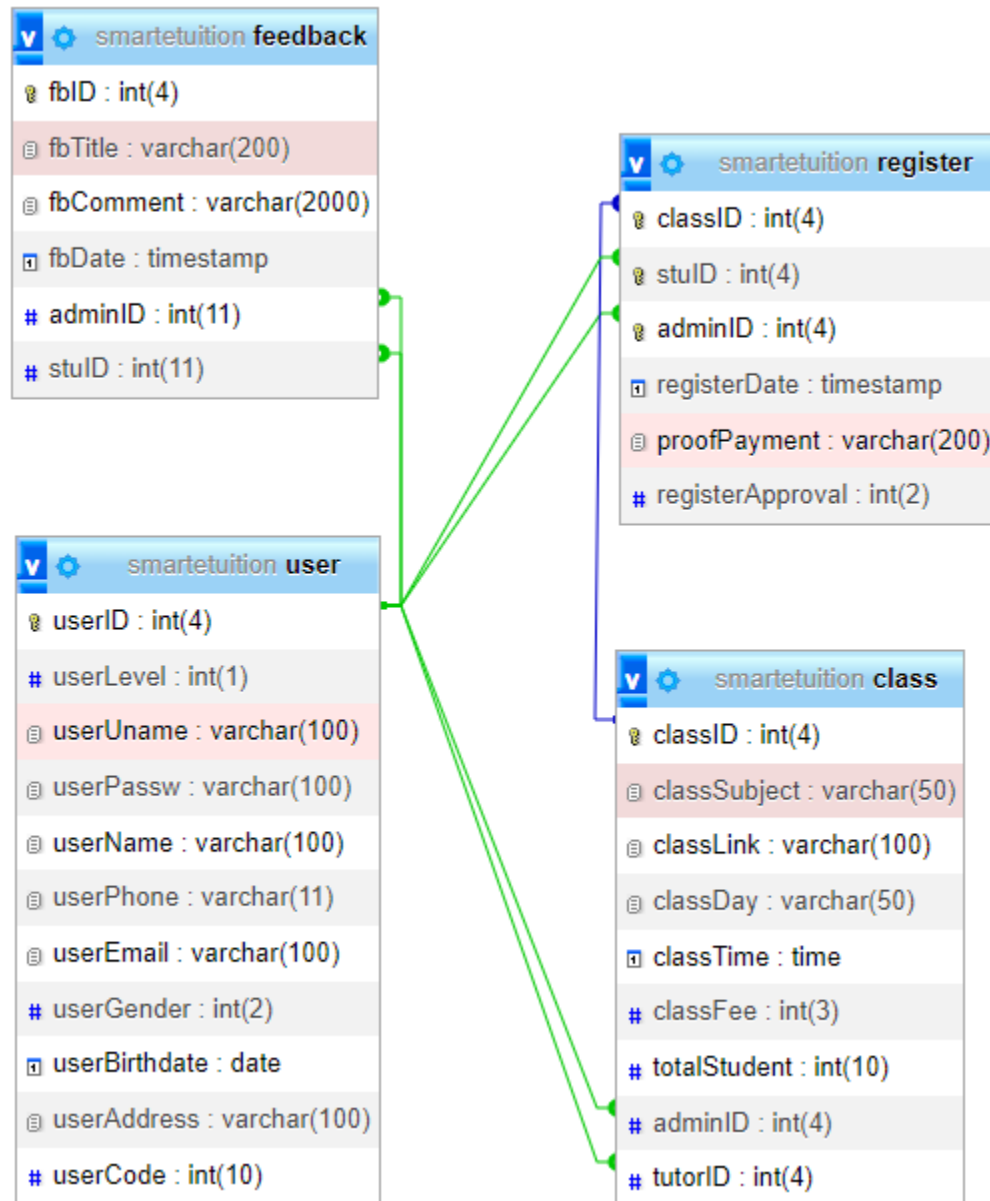 v smartetuition feedback
fbID : int(4)
fbTitle : varchar(200)
fbComment : varchar(2000)
fbDate : timestamp
# adminID : int(11)
# stuID : int(11)
v smartetuition register
classID : int(4)
stuID : int(4)
adminID : int(4)
registerDate : timestamp
proofPayment : varchar(200)
# registerApproval : int(2)
v smartetuition user
userID : int(4)
# userLevel : int(1)
userUname : varchar(100)
userPassw : varchar(100)
userName : varchar(100)
userPhone : varchar(11)
userEmail : varchar(100)
# userGender : int(2)
userBirthdate : date
userAddress : varchar(100)
# userCode : int(10)
v smartetuition class
classID : int(4)
classSubject : varchar(50)
classLink : varchar(100)
classDay : varchar(50)
classTime : time
# classFee : int(3)
# totalStudent : int(10)
# adminID : int(4)
# tutorID : int(4)